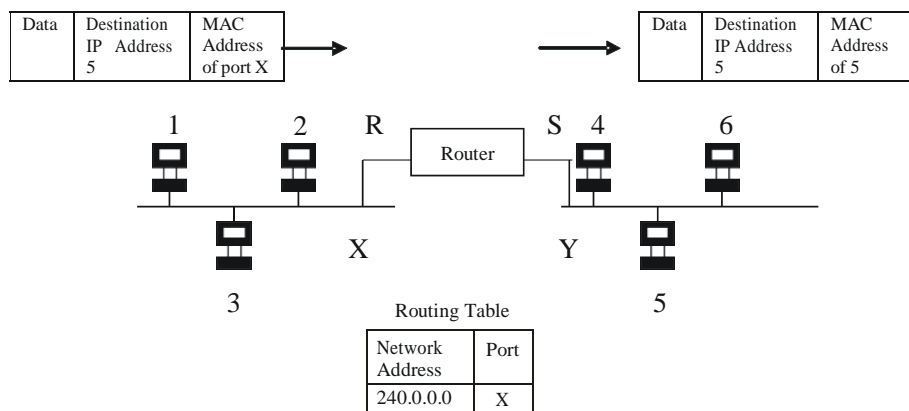 Data
Destination
IP Address
5
MAC
Address
of port X
Data
Destination
IP Address
5
MAC
Address
of 5
1
2
R
S
4
6
Router
X
Y
3
5
Routing Table
Network
Address
Port
240.0.0.0
X